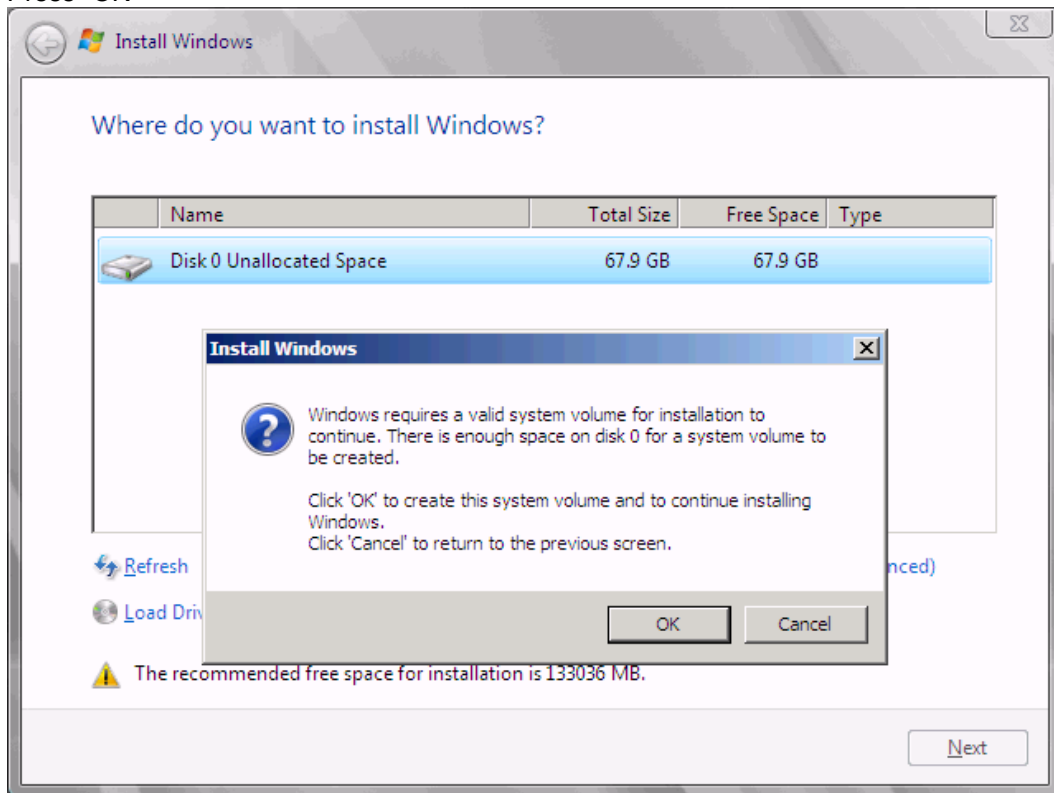 Install Windows
Where do you want to install Windows?
Name Total Size Free Space Type
Disk 0 Unallocated Space 67.9 GB 67.9 GB
Install Windows
Windows requires a valid system volume for installation to
continue. There is enough space on disk 0 for a system volume to
be created.
Click 'OK' to create this system volume and to continue installing
Windows.
Click 'Cancel' to return to the previous screen.
OK Cancel
Refresh nced)
Load Driv
The recommended free space for installation is 133036 MB.
Next